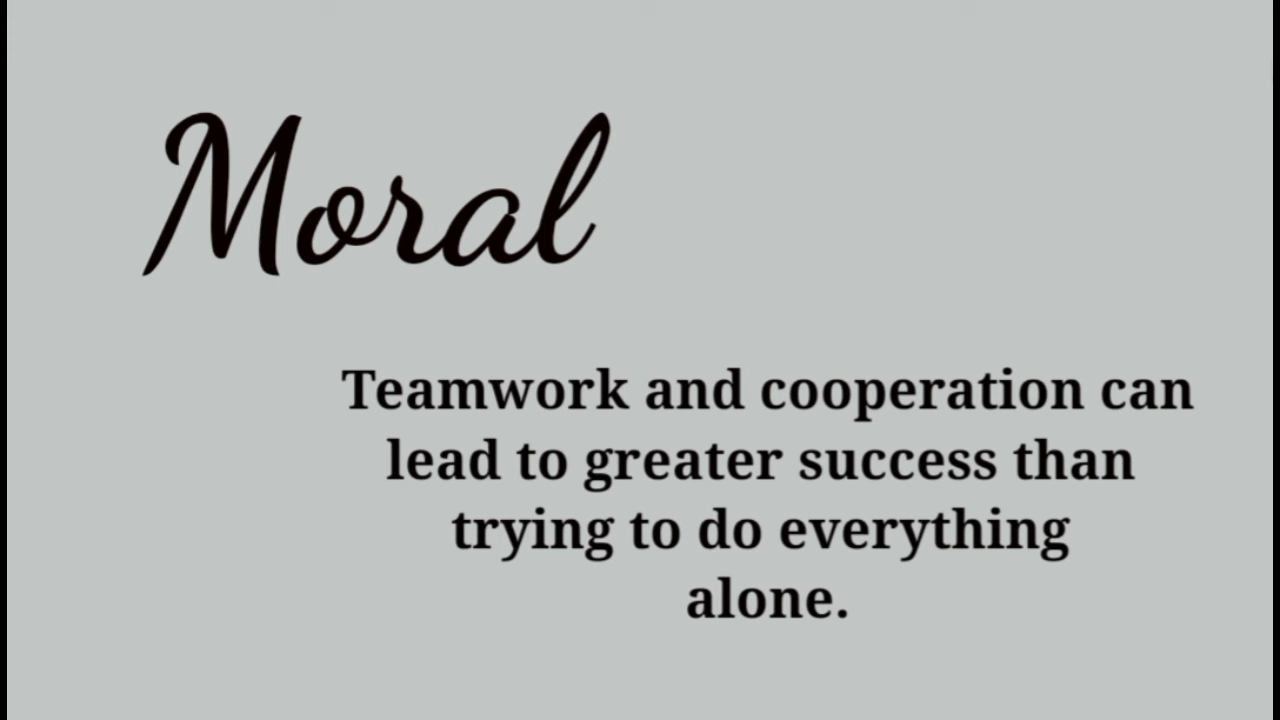 Moral
Teamwork and cooperation can
lead to greater success than
trying to do everything
alone.